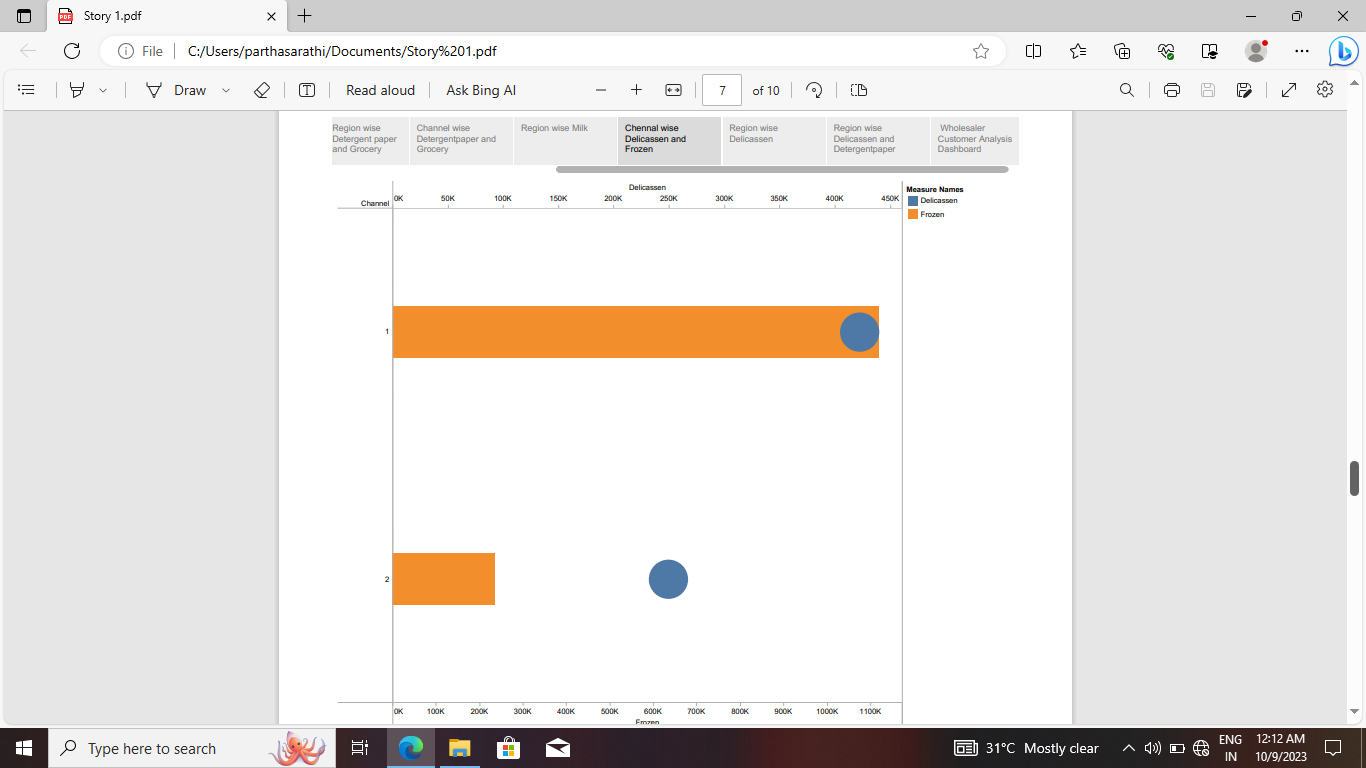 Story 1.pdf
File
C:/Users/parthasarathi/Documents/Story%201.pdf
Draw
Read aloud
Ask Bing AI
7
of 10
Region wise
Detergent paper
and Grocery
Channel wise
Detergentpaper and
Grocery
Region wise Milk
Chennal wise
Delicassen and
Frozen
Region wise
Delicassen
Region wise
Delicassen and
Detergentpaper
Wholesaler
Customer Analysis
Dashboard
Delicassen
Channel
0K 50K 100K 150K 200K 250K 300K 350K 400K 450K
Measure Names
Delicassen
Frozen
1
2
0K 100K 200K 300K 400K 500K 600K 700K 800K 900K 1000K 1100K
Frozen
Type here to search
31°C Mostly clear
ENG
IN
12:12 AM
10/9/2023